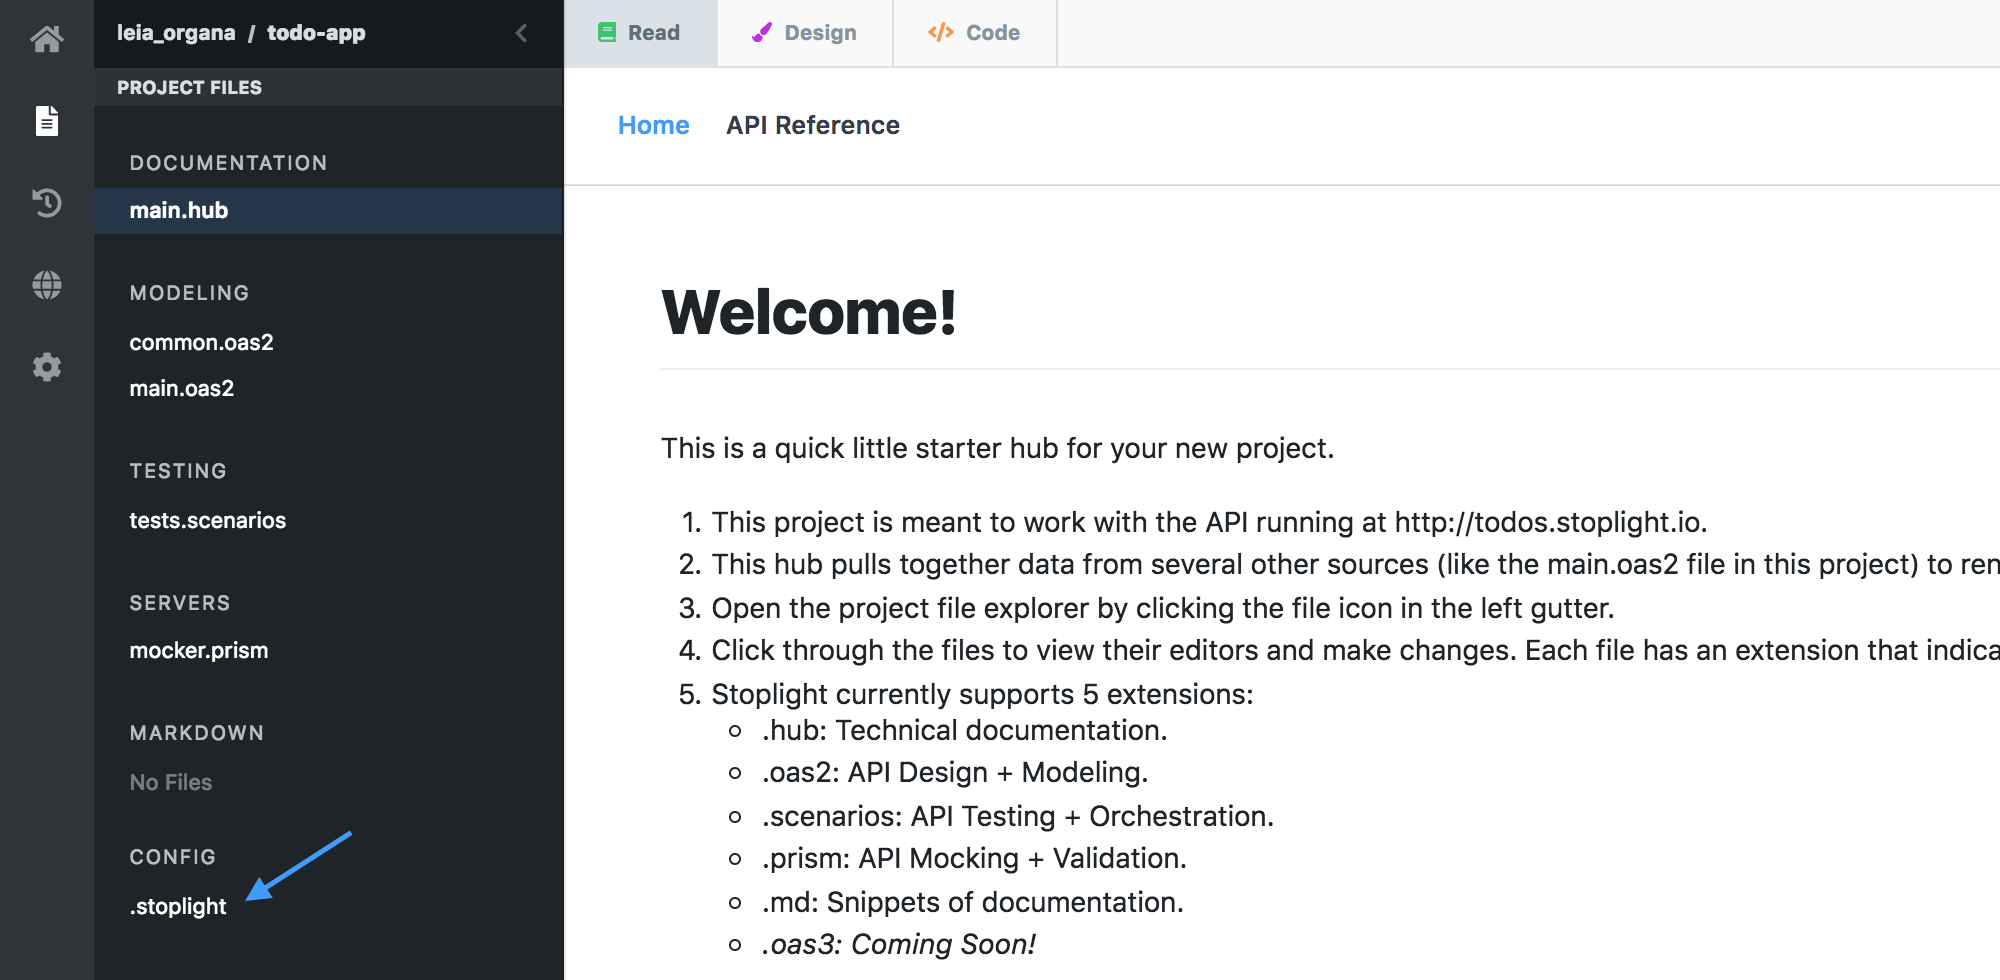 leia_organa / todo-app
PROJECT FILES
DOCUMENTATION
main.hub
MODELING
common.oas2
main.oas2
TESTING
tests.scenarios
SERVERS
mocker.prism
MARKDOWN
No Files
CONFIG
.stoplight
Read Design </> Code
Home API Reference
Welcome!
This is a quick little starter hub for your new project.
1. This project is meant to work with the API running at http://todos.stoplight.io.
2. This hub pulls together data from several other sources (like the main.oas2 file in this project) to ren
3. Open the project file explorer by clicking the file icon in the left gutter.
4. Click through the files to view their editors and make changes. Each file has an extension that indica
5. Stoplight currently supports 5 extensions:
.hub: Technical documentation.
.oas2: API Design + Modeling.
.scenarios: API Testing + Orchestration.
.prism: API Mocking + Validation.
.md: Snippets of documentation.
.oas3: Coming Soon!